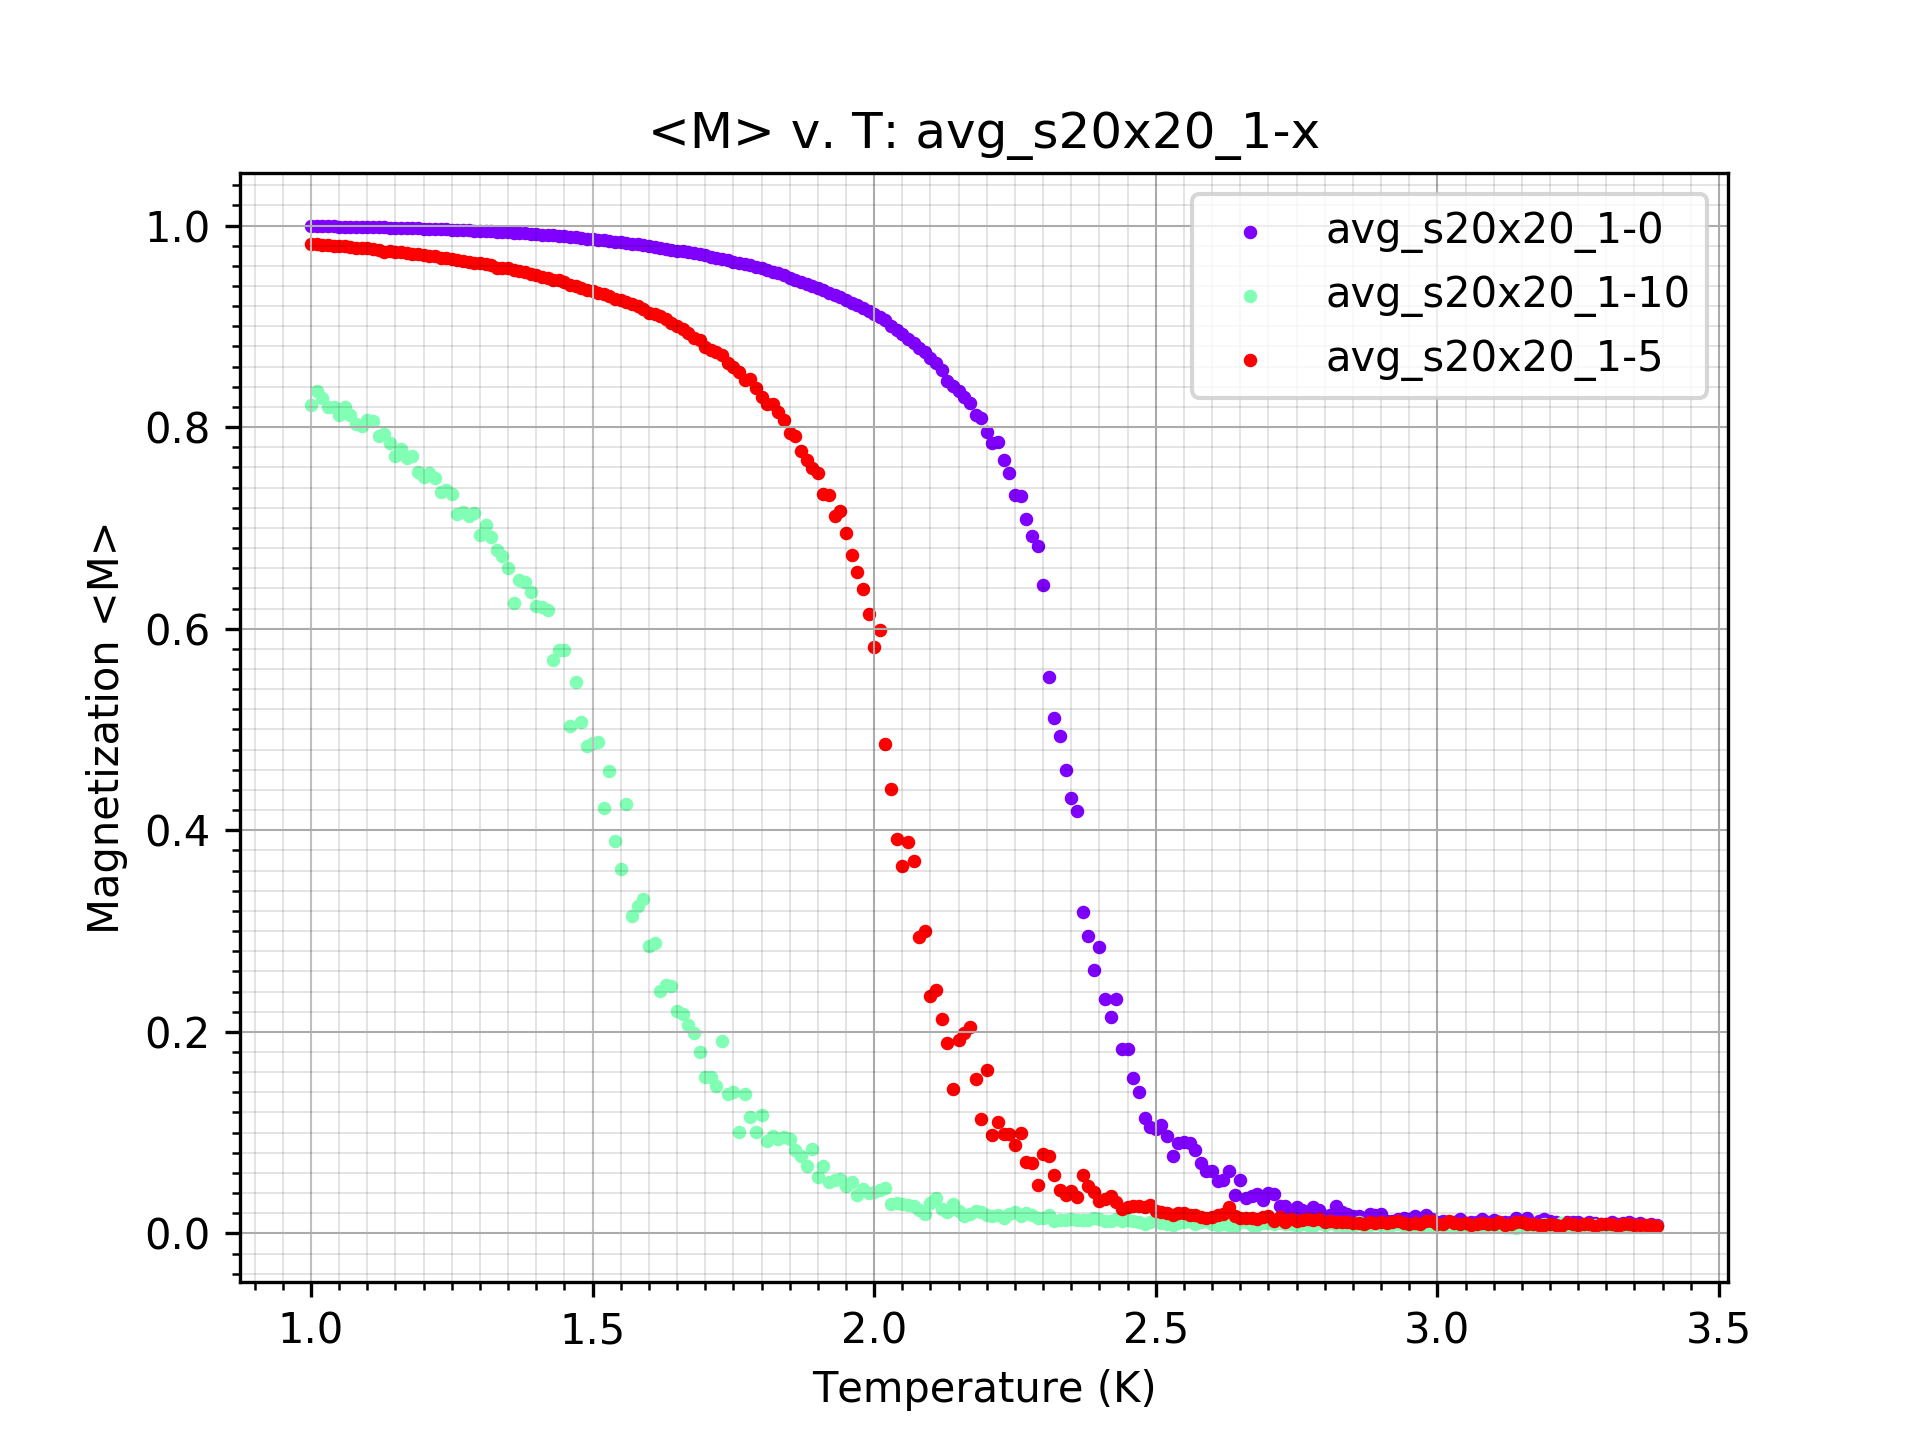 <M> v. T: avg_s20x20_1-x
avg_s20x20_1-0
avg_s20x20_1-10
avg_s20x20_1-5
Magnetization <M>
1.0
0.8
0.6
0.4
0.2
0.0
1.0 1.5 2.0 2.5 3.0 3.5
Temperature (K)